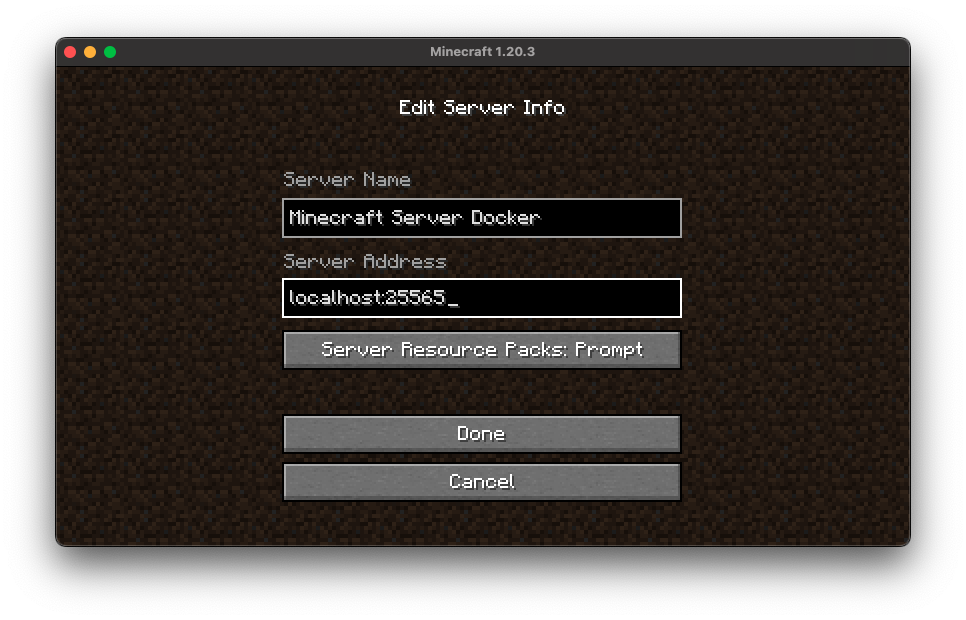 Minecraft 1.20.3
Edit Server Info
Server Name
Minecraft Server Docker
Server Address
localhost:25565_
Server Resource Packs: Prompt
Done
Cancel